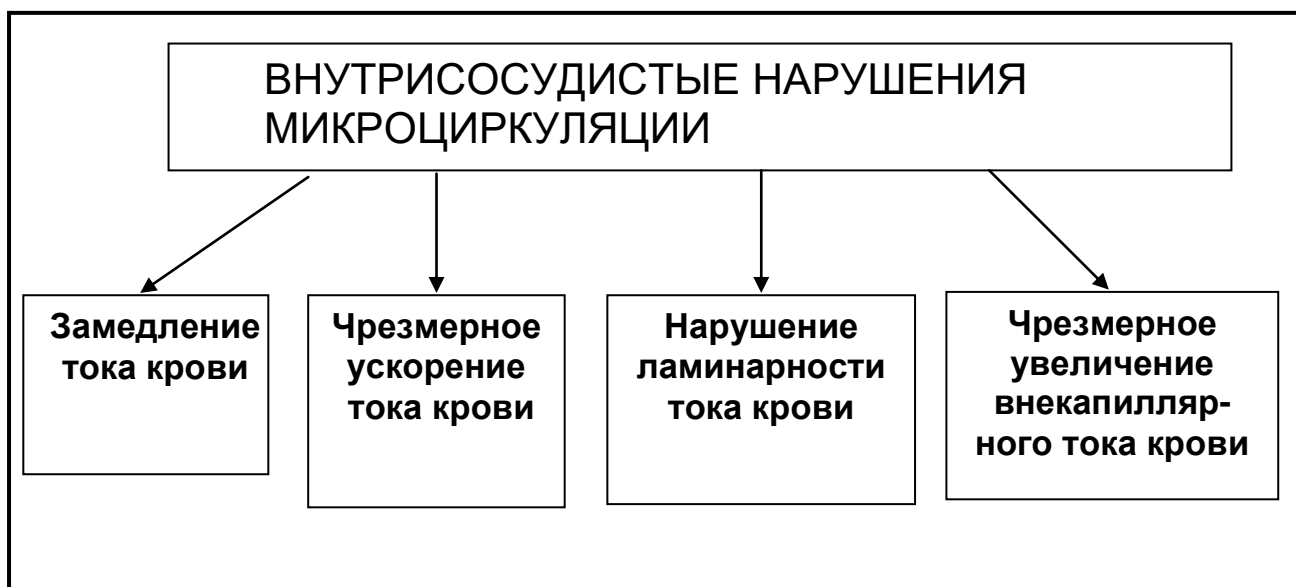 ВНУТРИСОСУДИСТЫЕ НАРУШЕНИЯ
МИКРОЦИРКУЛЯЦИИ
Замедление
тока крови
Чрезмерное
ускорение
тока крови
Нарушение
ламинарности
тока крови
Чрезмерное
увеличение
внекапилляр-
ного тока крови